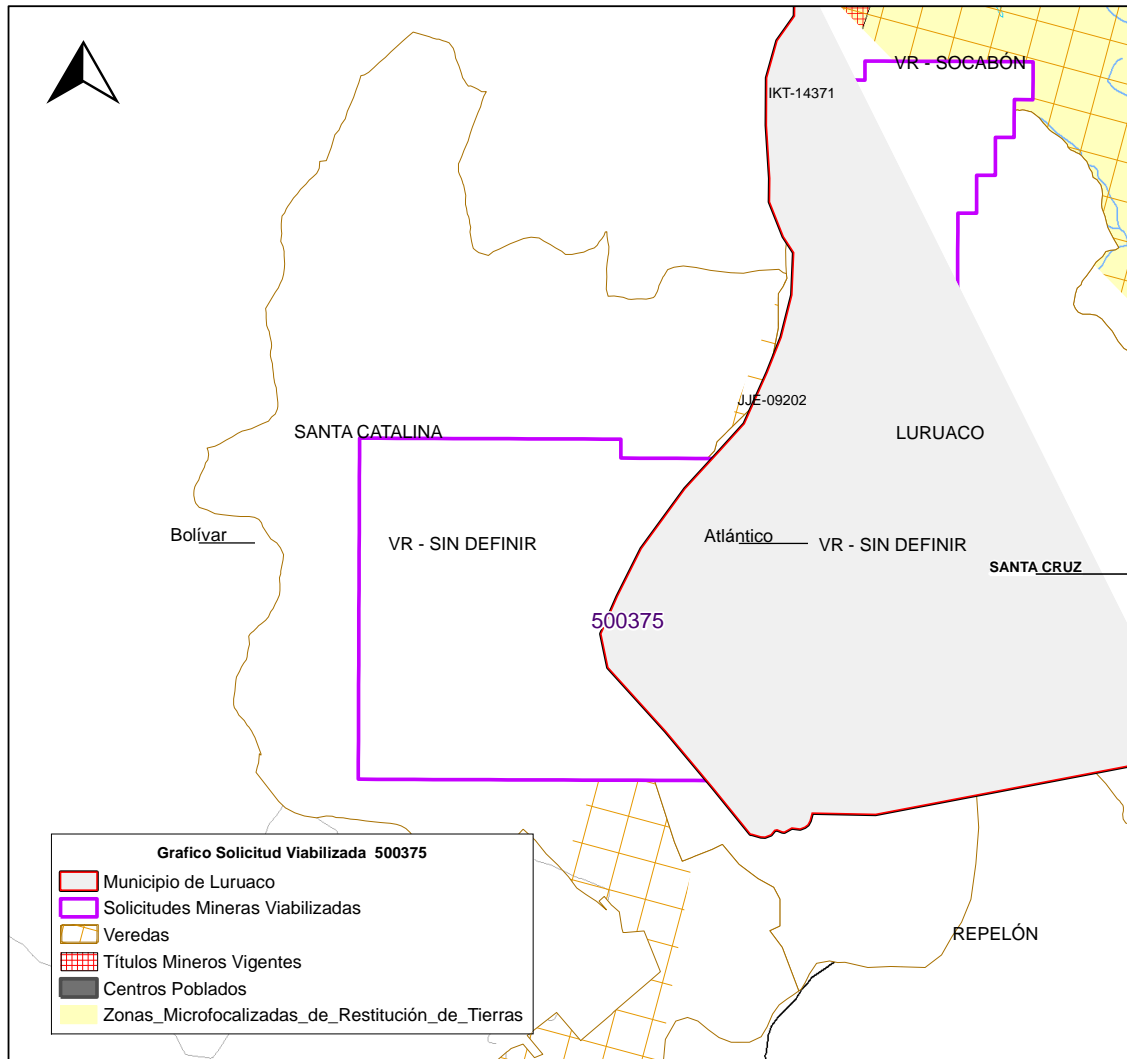 VR - SOCABÓN
IKT-14371
JJE-09202
SANTA CATALINA
LURUACO
Bolívar
VR - SIN DEFINIR
Atlántico
VR - SIN DEFINIR
SANTA CRUZ
500375
REPELÓN
Grafico Solicitud Viabilizada 500375
Municipio de Luruaco
Solicitudes Mineras Viabilizadas
Veredas
Títulos Mineros Vigentes
Centros Poblados
Zonas_Microfocalizadas_de_Restitución_de_Tierras